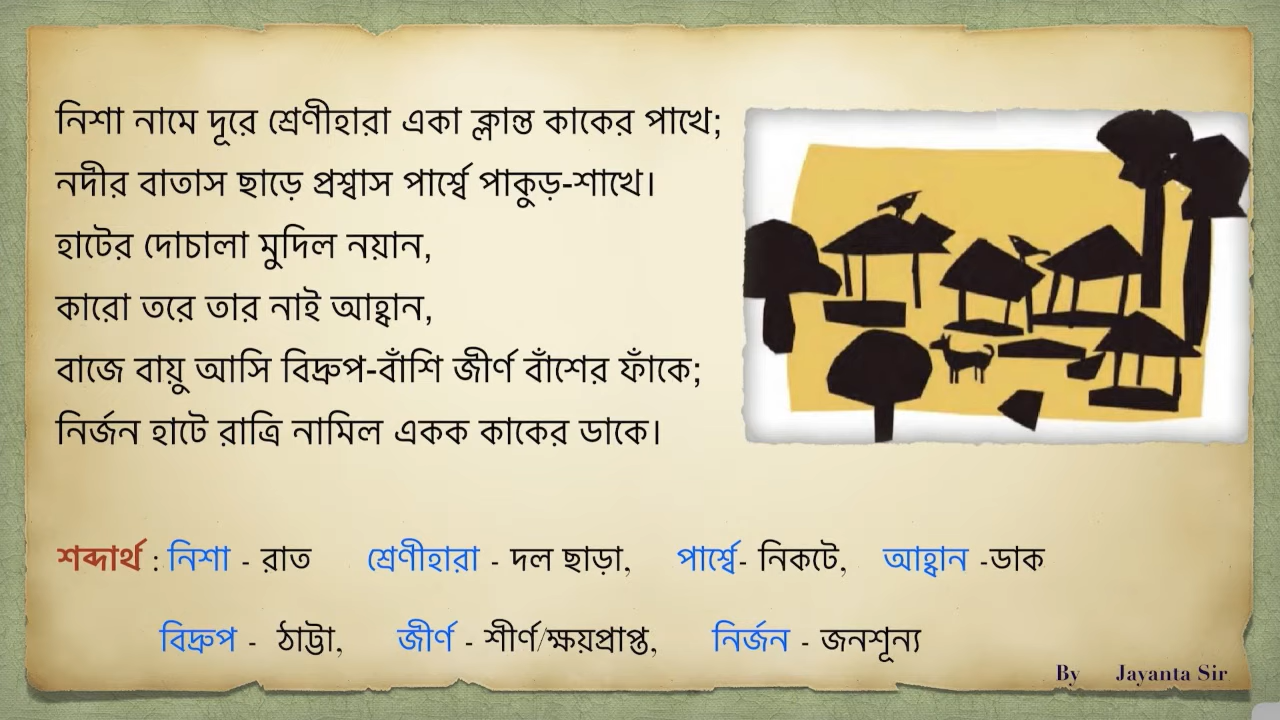 নিশা নামে দূরে শ্রেণীহারা একা ক্লান্ত কাকের পাখে;
নদীর বাতাস ছাড়ে প্রশ্বাস পার্শ্বে পাকুড়-শাখে।
হাটের দোচালা মুদিল নয়ান,
কারো তরে তার নাই আহ্বান,
বাজে বায়ু আসি বিদ্রুপ-বাঁশি জীর্ণ বাঁশের ফাঁকে;
নির্জন হাটে রাত্রি নামিল একক কাকের ডাকে।
শব্দার্থ : নিশা - রাত শ্রেণীহারা - দল ছাড়া, পার্শ্বে- নিকটে, আহ্বান -ডাক
বিদ্রুপ - ঠাট্টা, জীর্ণ - শীর্ণ/ক্ষয়প্রাপ্ত, নির্জন - জনশূন্য
By Jayanta Sir